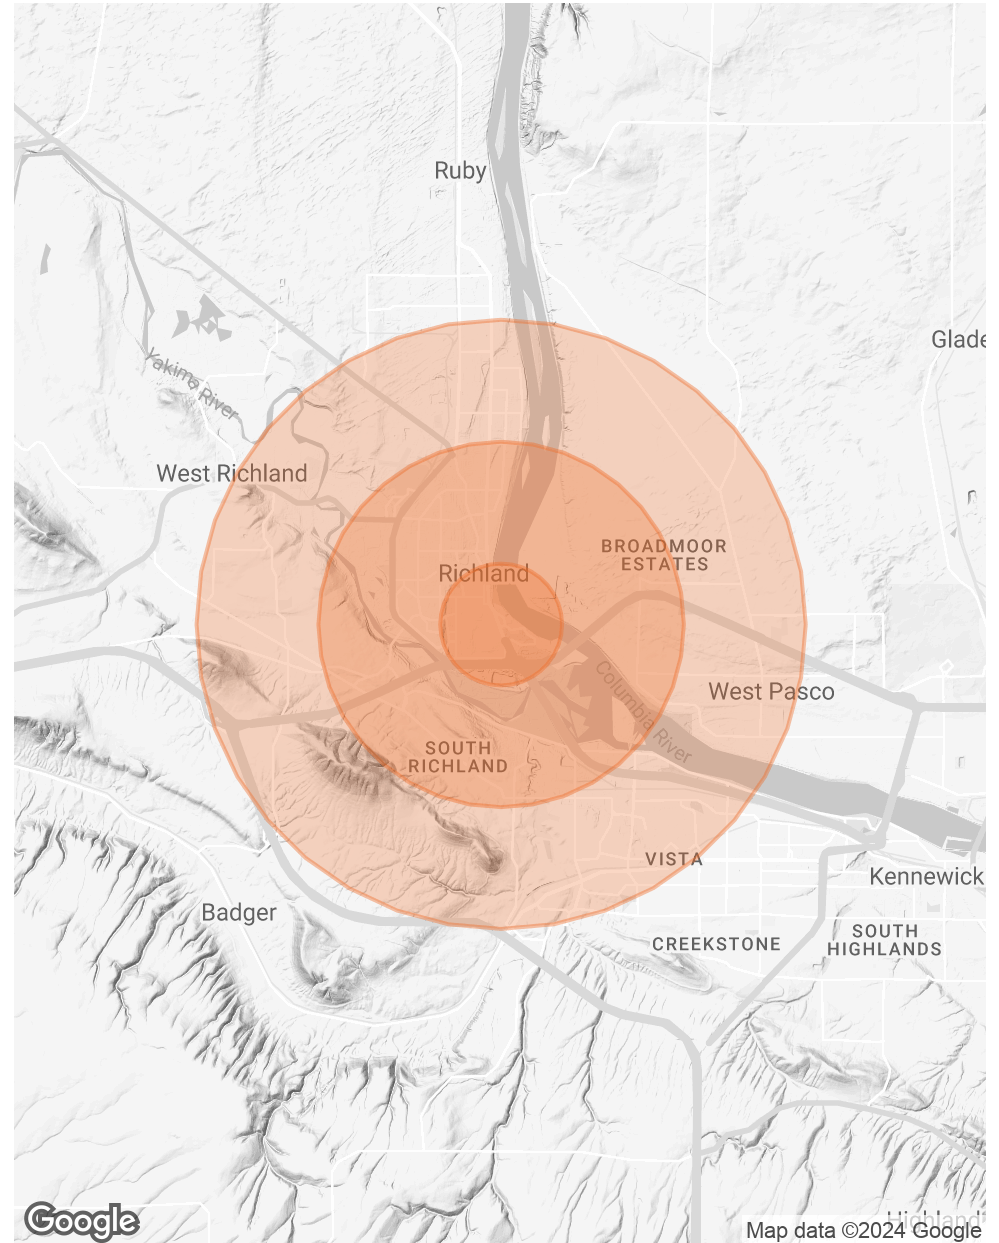 Ruby
Glade
Yakima River
West Richland
BROADMOOR
ESTATES
Richland
Columbia River
West Pasco
SOUTH
RICHLAND
VISTA
Kennewick
Badger
SOUTH
HIGHLANDS
CREEKSTONE
Highland
Google
Map data ©2024 Google